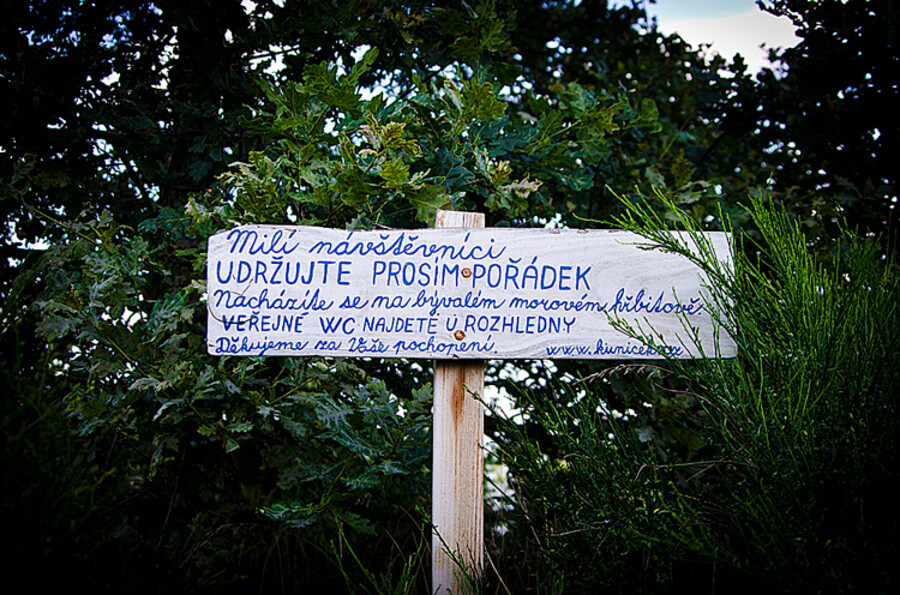 Milí návštěvníci
UDRŽUJTE PROSÍM POŘÁDEK
Nacházíte se na bývalém morovém hřbitově.
VEŘEJNÉ WC NAJDETE U ROZHLEDNY
Děkujeme za Vaše pochopení.